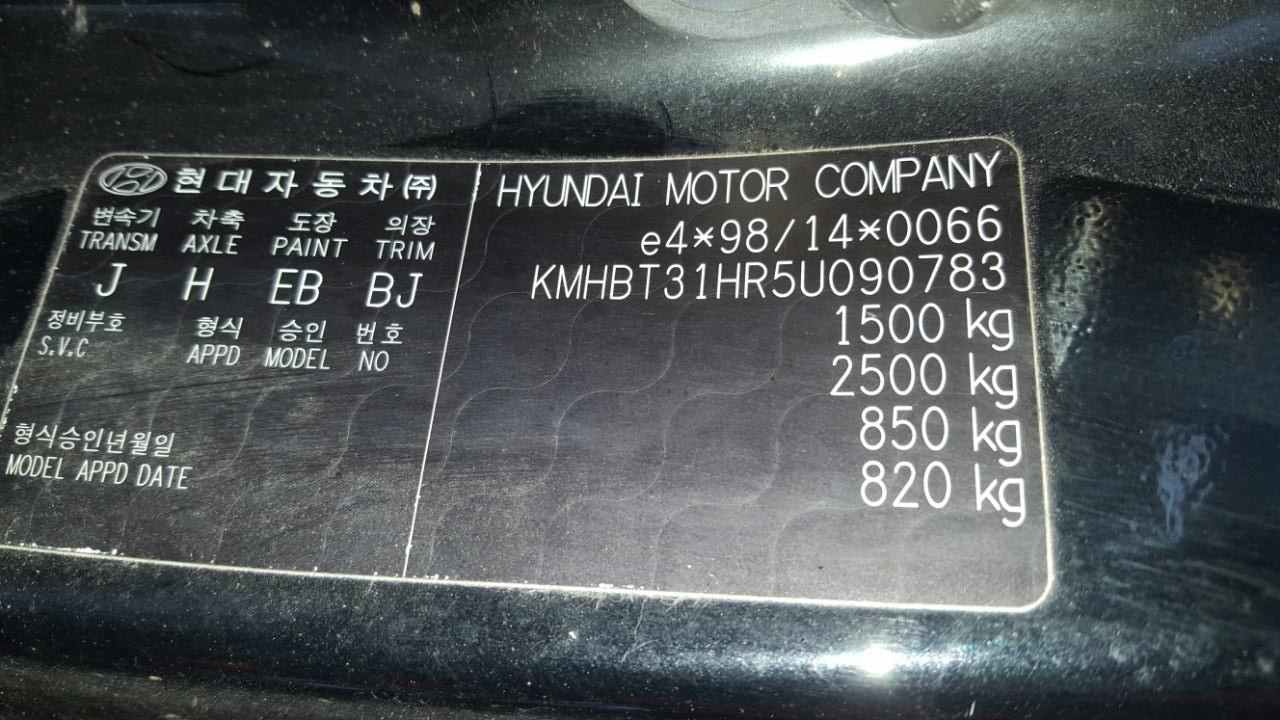 현대자동차(주)
변속기 차축 도장 의장
TRANSM AXLE PAINT TRIM
J H EB BJ
정비부호 형식 승인 번호
S.V.C APPD MODEL NO
형식승인년월일
MODEL APPD DATE
HYUNDAI MOTOR COMPANY
e4*98/14*0066
KMHBT31HR5U090783
1500 kg
2500 kg
850 kg
820 kg